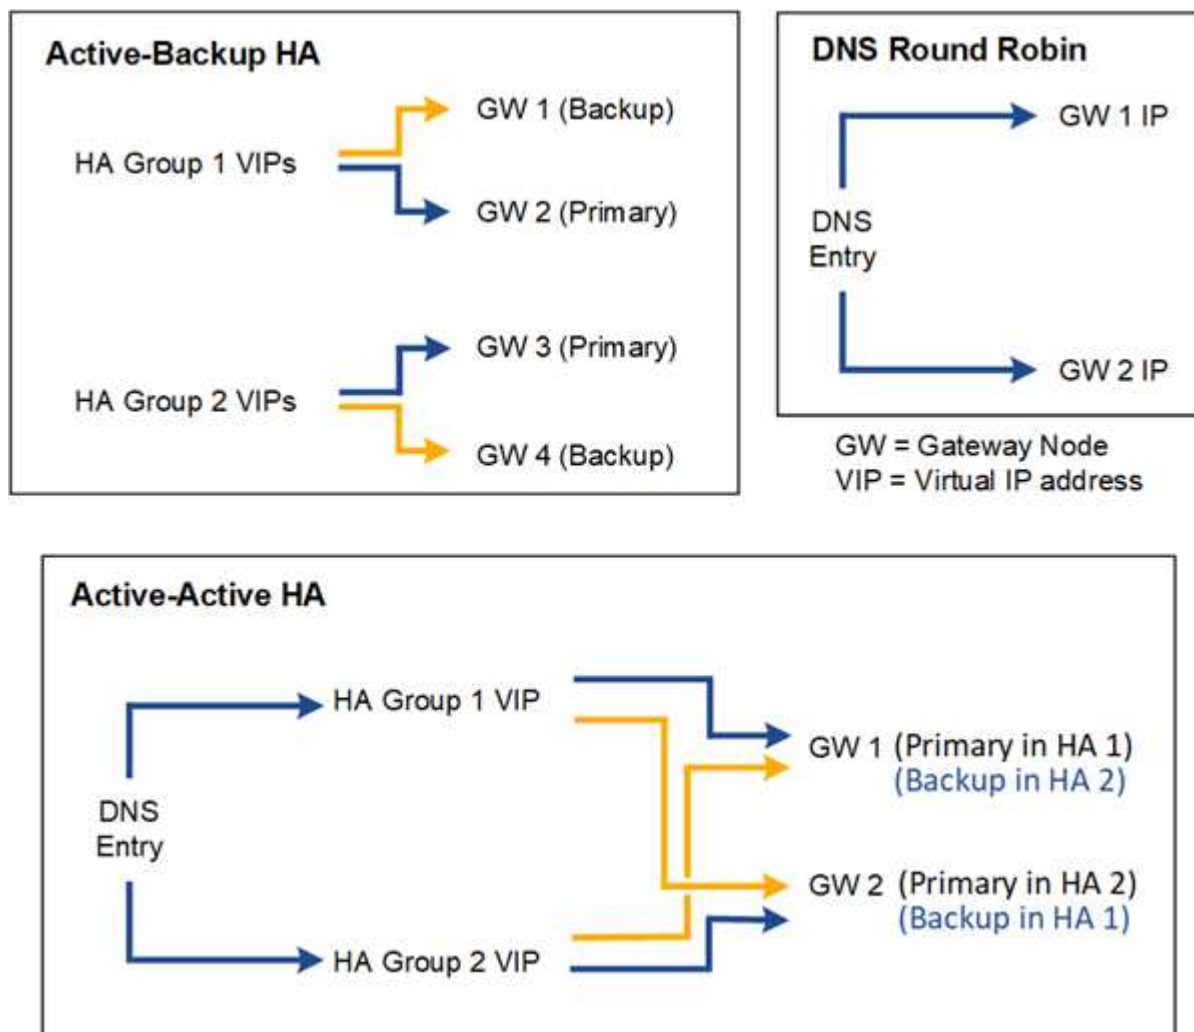 Active-Backup HA
HA Group 1 VIPs
GW 1 (Backup)
GW 2 (Primary)
HA Group 2 VIPs
GW 3 (Primary)
GW 4 (Backup)
DNS Round Robin
DNS
Entry
GW 1 IP
GW 2 IP
GW = Gateway Node
VIP = Virtual IP address
Active-Active HA
DNS
Entry
HA Group 1 VIP
HA Group 2 VIP
GW 1 (Primary in HA 1)
(Backup in HA 2)
GW 2 (Primary in HA 2)
(Backup in HA 1)